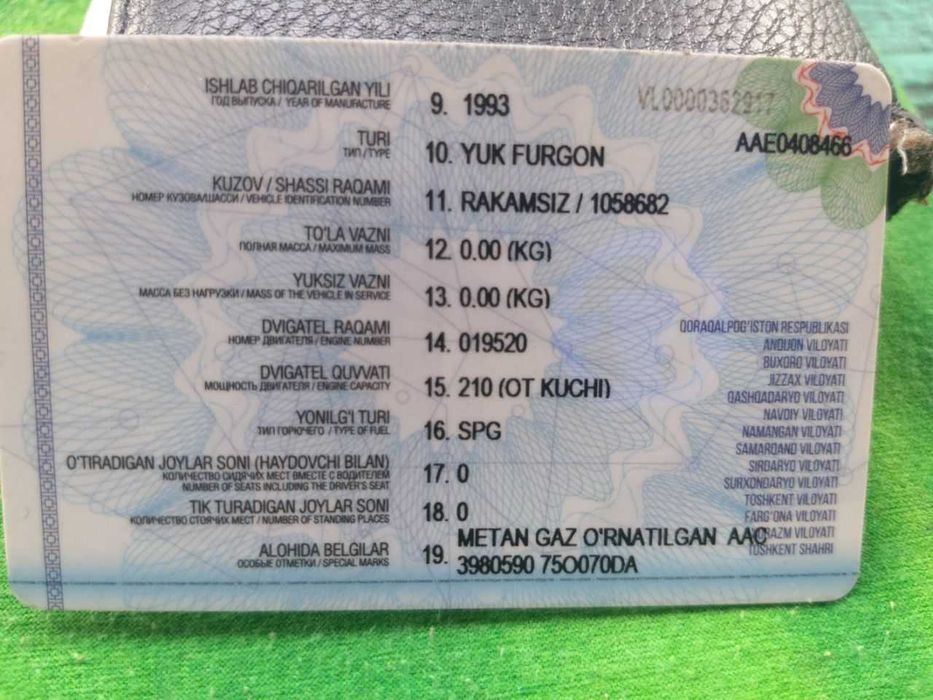 VL0000362917
AAE0408466
ISHLAB CHIQARILGAN YILI
ГОД ВЫПУСКА / YEAR OF MANUFACTURE
9. 1993
TURI
ТИП / TYPE
10. YUK FURGON
KUZOV / SHASSI RAQAMI
НОМЕР КУЗОВА/ШАССИ / VEHICLE IDENTIFICATION NUMBER
11. RAKAMSIZ / 1058682
TO'LA VAZNI
ПОЛНАЯ МАССА / MAXIMUM MASS
12. 0.00 (KG)
YUKSIZ VAZNI
МАССА БЕЗ НАГРУЗКИ / MASS OF THE VEHICLE IN SERVICE
13. 0.00 (KG)
DVIGATEL RAQAMI
НОМЕР ДВИГАТЕЛЯ / ENGINE NUMBER
14. 019520
DVIGATEL QUVVATI
МОЩНОСТЬ ДВИГАТЕЛЯ / ENGINE CAPACITY
15. 210 (OT KUCHI)
YONILG'I TURI
ТИП ГОРЮЧЕГО / TYPE OF FUEL
16. SPG
O'TIRADIGAN JOYLAR SONI (HAYDOVCHI BILAN)
КОЛИЧЕСТВО СИДЯЧИХ МЕСТ ВМЕСТЕ С ВОДИТЕЛЕМ
NUMBER OF SEATS INCLUDING THE DRIVER'S SEAT
17. 0
TIK TURADIGAN JOYLAR SONI
КОЛИЧЕСТВО СТОЯЧИХ МЕСТ / NUMBER OF STANDING PLACES
18. 0
ALOHIDA BELGILAR
ОСОБЫЕ ОТМЕТКИ / SPECIAL MARKS
19. METAN GAZ O'RNATILGAN AAC
3980590 75O070DA
QORAQALPOG'ISTON RESPUBLIKASI
ANDIJON VILOYATI
BUXORO VILOYATI
JIZZAX VILOYATI
QASHQADARYO VILOYATI
NAVOIY VILOYATI
NAMANGAN VILOYATI
SAMARQAND VILOYATI
SIRDARYO VILOYATI
SURXONDARYO VILOYATI
TOSHKENT VILOYATI
FARG'ONA VILOYATI
VILOYATI
TOSHKENT SHAHRI